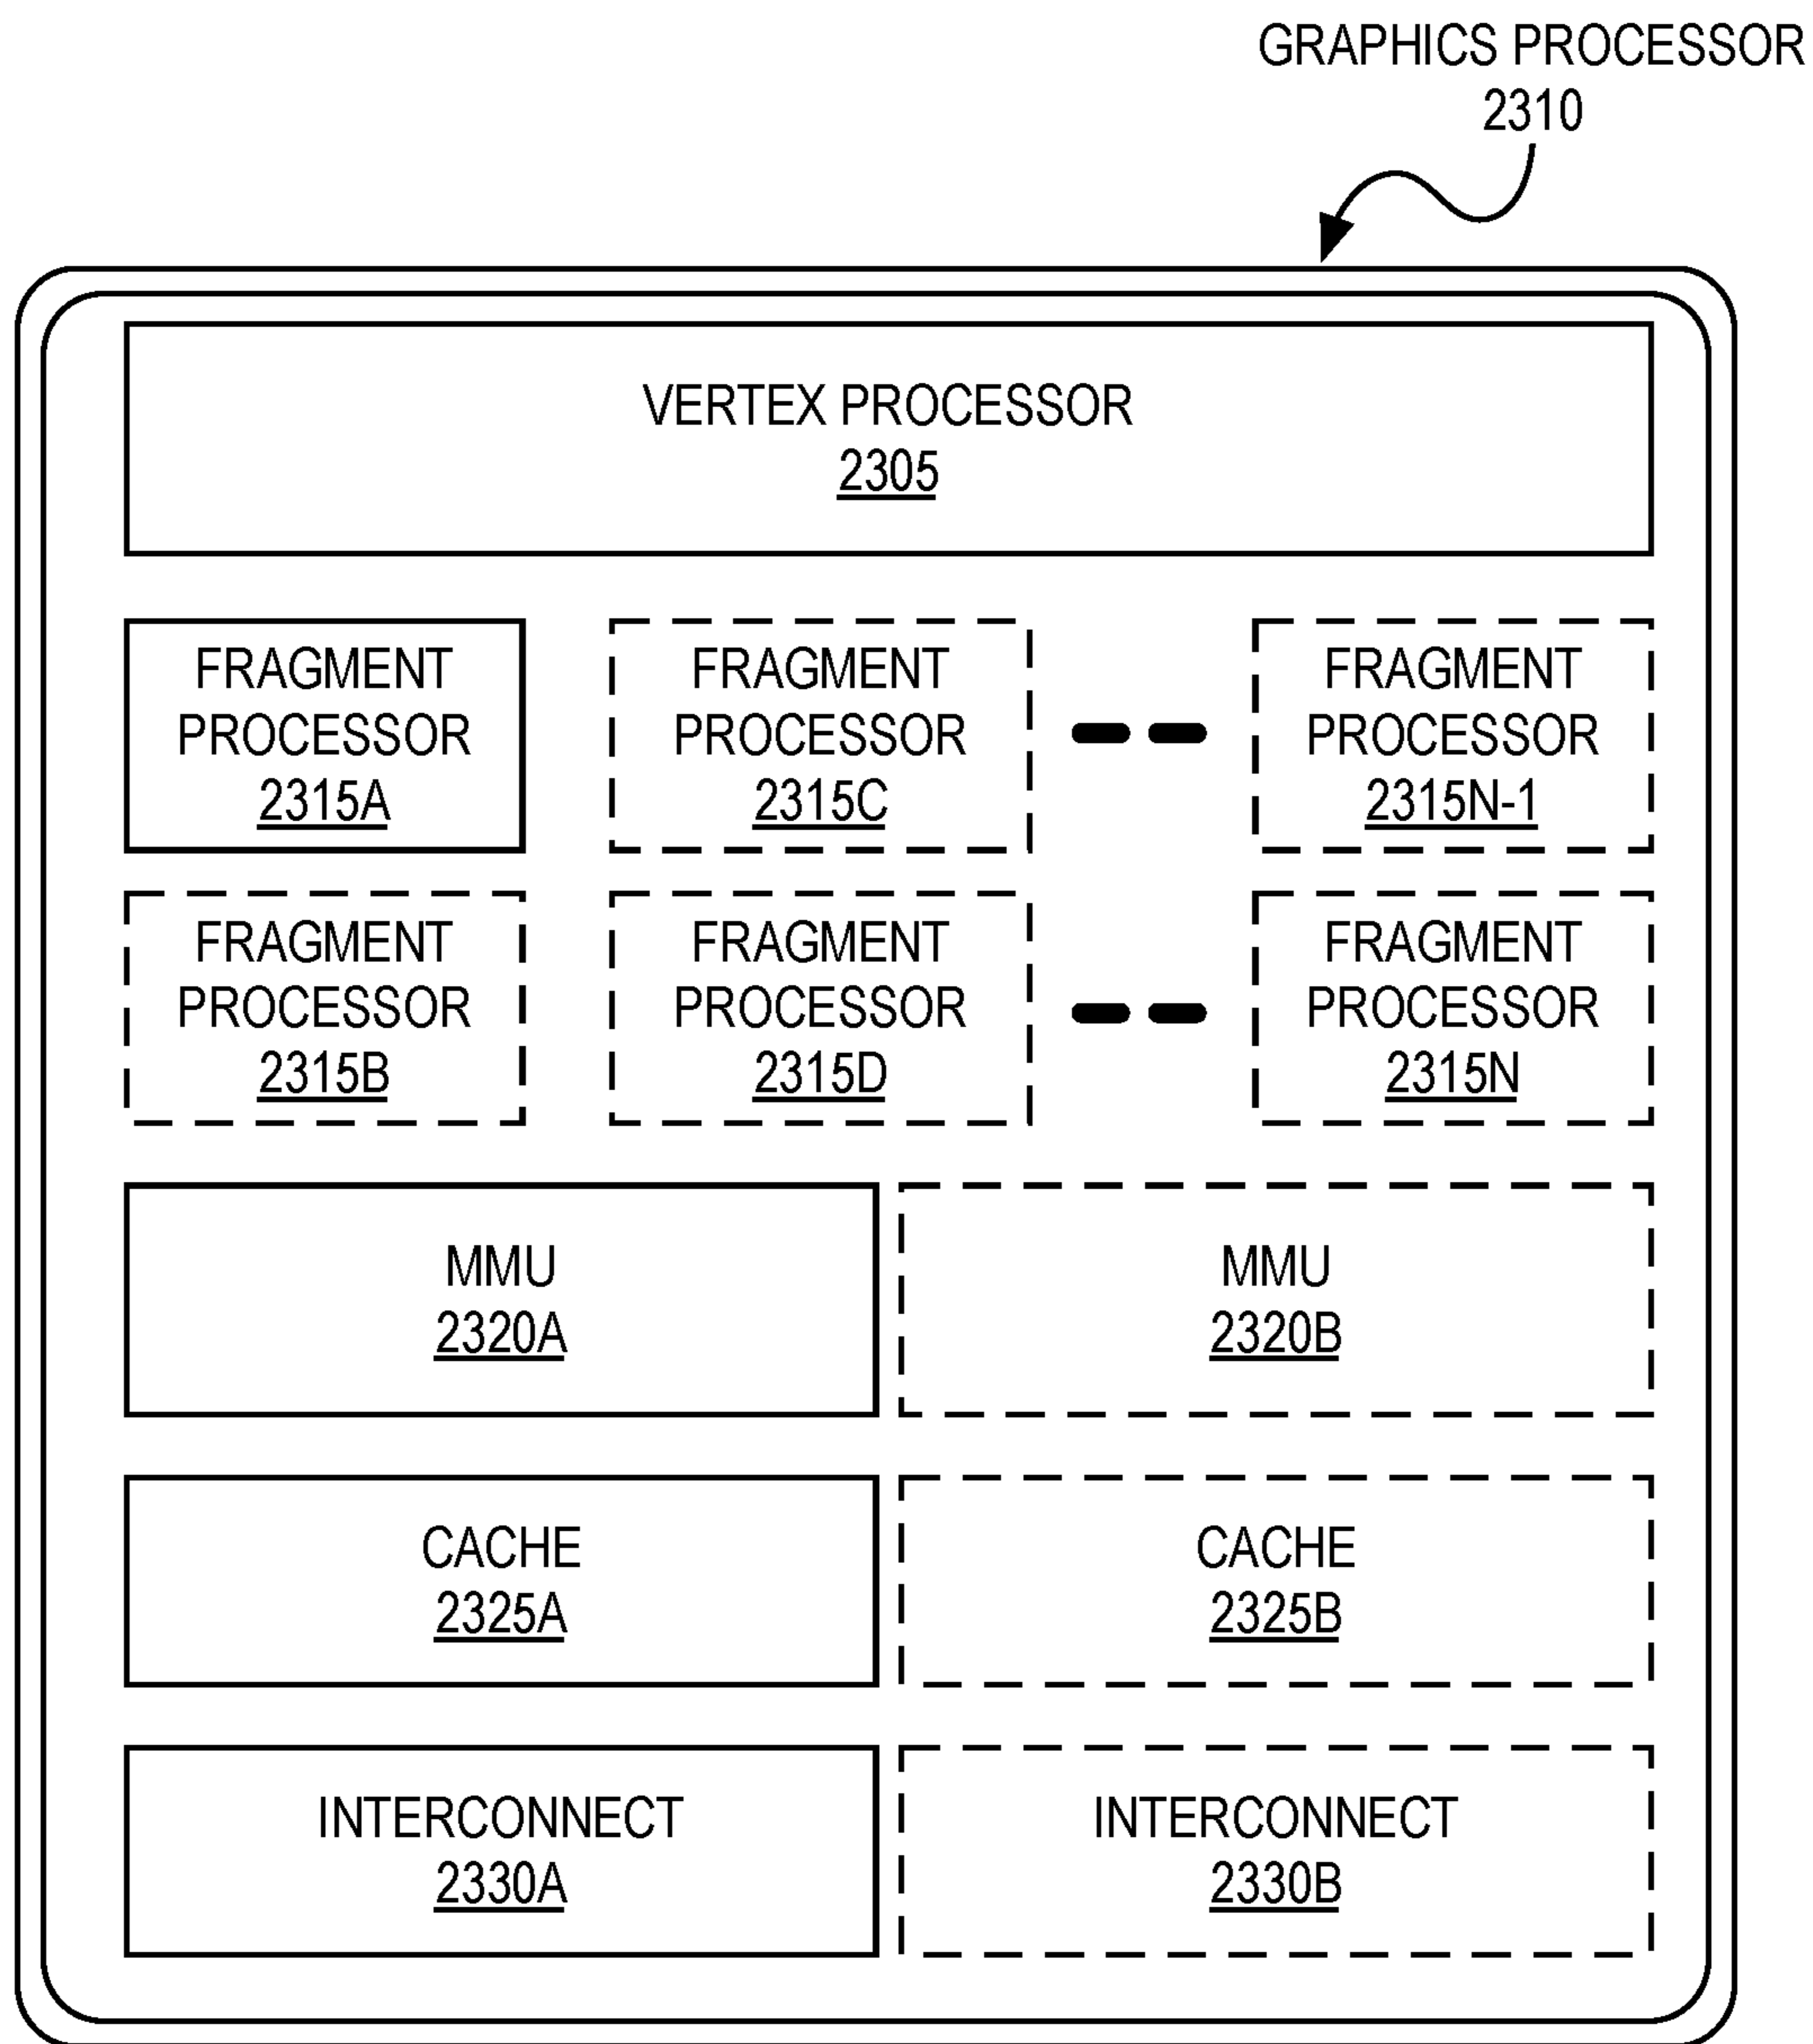 GRAPHICS PROCESSOR
2310
VERTEX PROCESSOR
2305
FRAGMENT
PROCESSOR
2315A
FRAGMENT
PROCESSOR
2315C
FRAGMENT
PROCESSOR
2315N-1
FRAGMENT
PROCESSOR
2315B
FRAGMENT
PROCESSOR
2315D
FRAGMENT
PROCESSOR
2315N
MMU
2320A
MMU
2320B
CACHE
2325A
CACHE
2325B
INTERCONNECT
2330A
INTERCONNECT
2330B